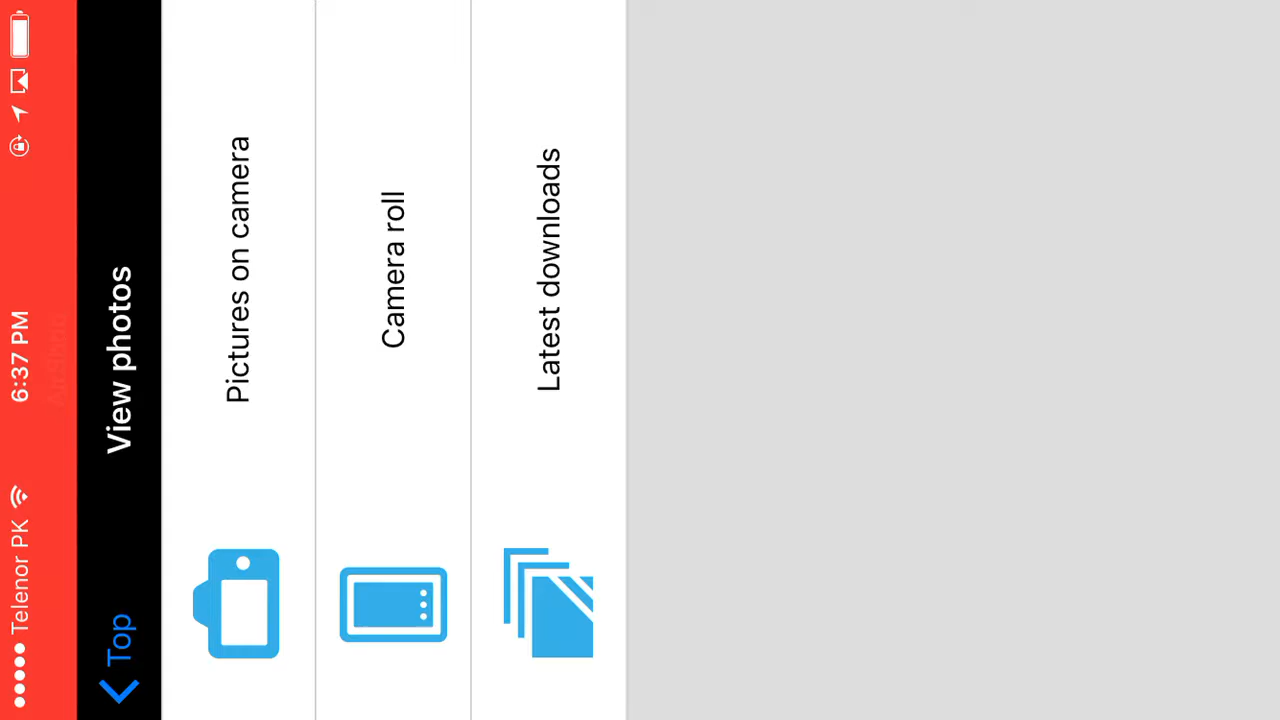 Telenor PK 6:37 PM
Top View photos
Pictures on camera
Camera roll
Latest downloads